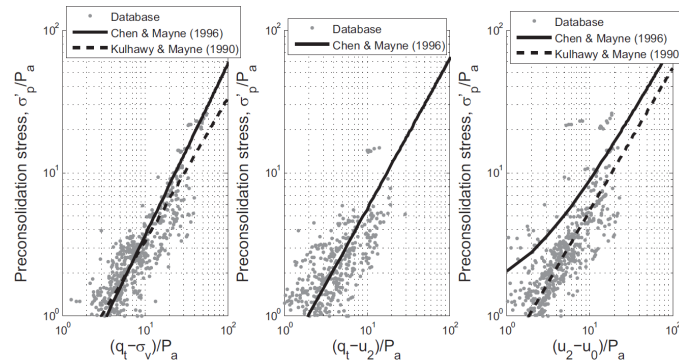 Database
Chen & Mayne (1996)
Kulhawy & Mayne (1990)
Preconsolidation stress, σ'p/Pa
10²
10¹
10⁰
10⁰ 10¹ 10²
(qt-σv)/Pa
Database
Chen & Mayne (1996)
Preconsolidation stress, σ'p/Pa
10²
10¹
10⁰
10⁰ 10¹ 10²
(qt-u2)/Pa
Database
Chen & Mayne (1996)
Kulhawy & Mayne (1990)
Preconsolidation stress, σ'p/Pa
10²
10¹
10⁰
10⁰ 10¹ 10²
(u2-u0)/Pa